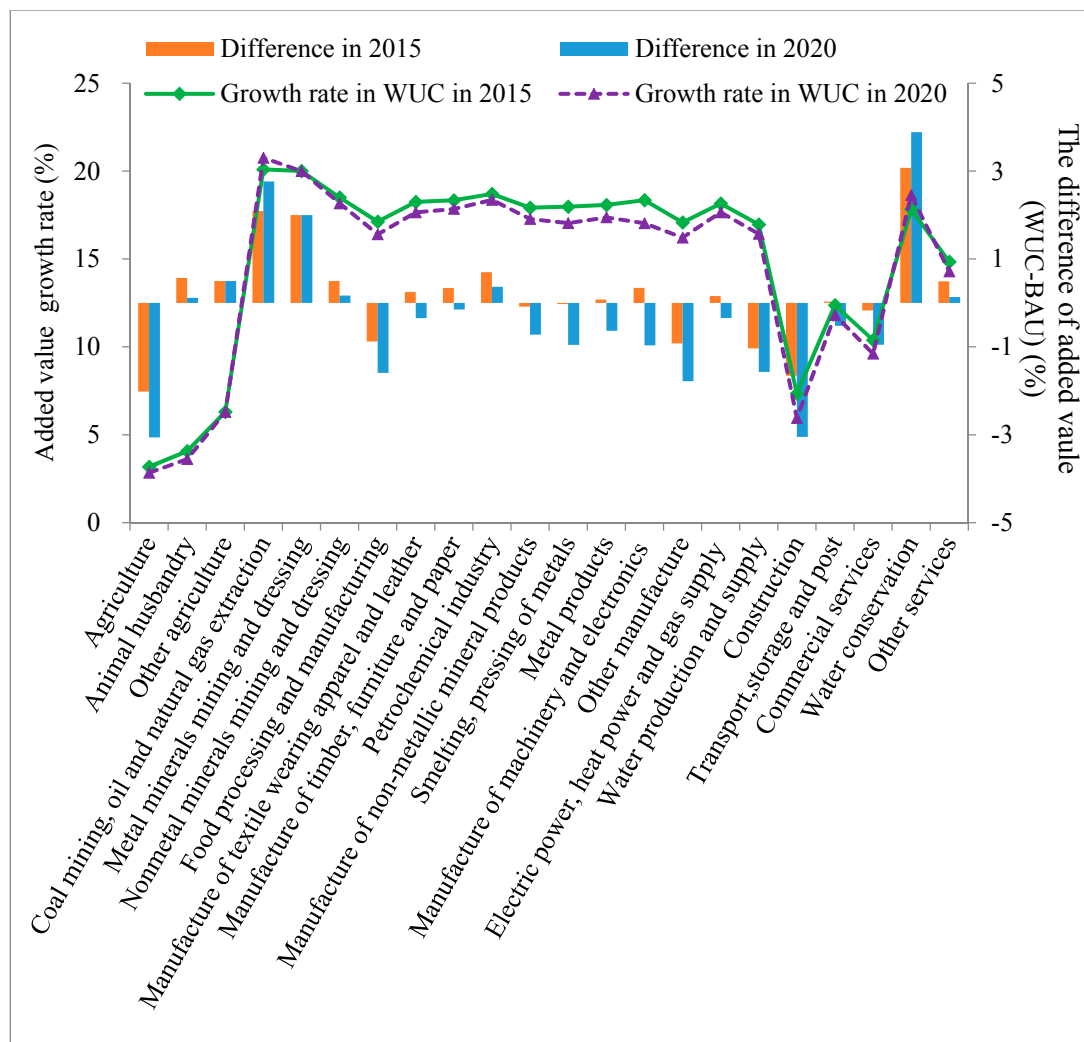 Difference in 2015
Difference in 2020
Growth rate in WUC in 2015
Growth rate in WUC in 2020
Added value growth rate (%)
25
20
15
10
5
0
The difference of added vaule
(WUC-BAU) (%)
5
3
1
-1
-3
-5
Agriculture
Animal husbandry
Other agriculture
Coal mining, oil and natural gas extraction
Metal minerals mining and dressing
Nonmetal minerals mining and dressing
Food processing and manufacturing
Manufacture of textile wearing apparel and leather
Manufacture of timber, furniture and paper
Petrochemical industry
Manufacture of non-metallic mineral products
Smelting, pressing of metals
Metal products
Manufacture of machinery and electronics
Other manufacture
Electric power, heat power and gas supply
Water production and supply
Construction
Transport,storage and post
Commercial services
Water conservation
Other services